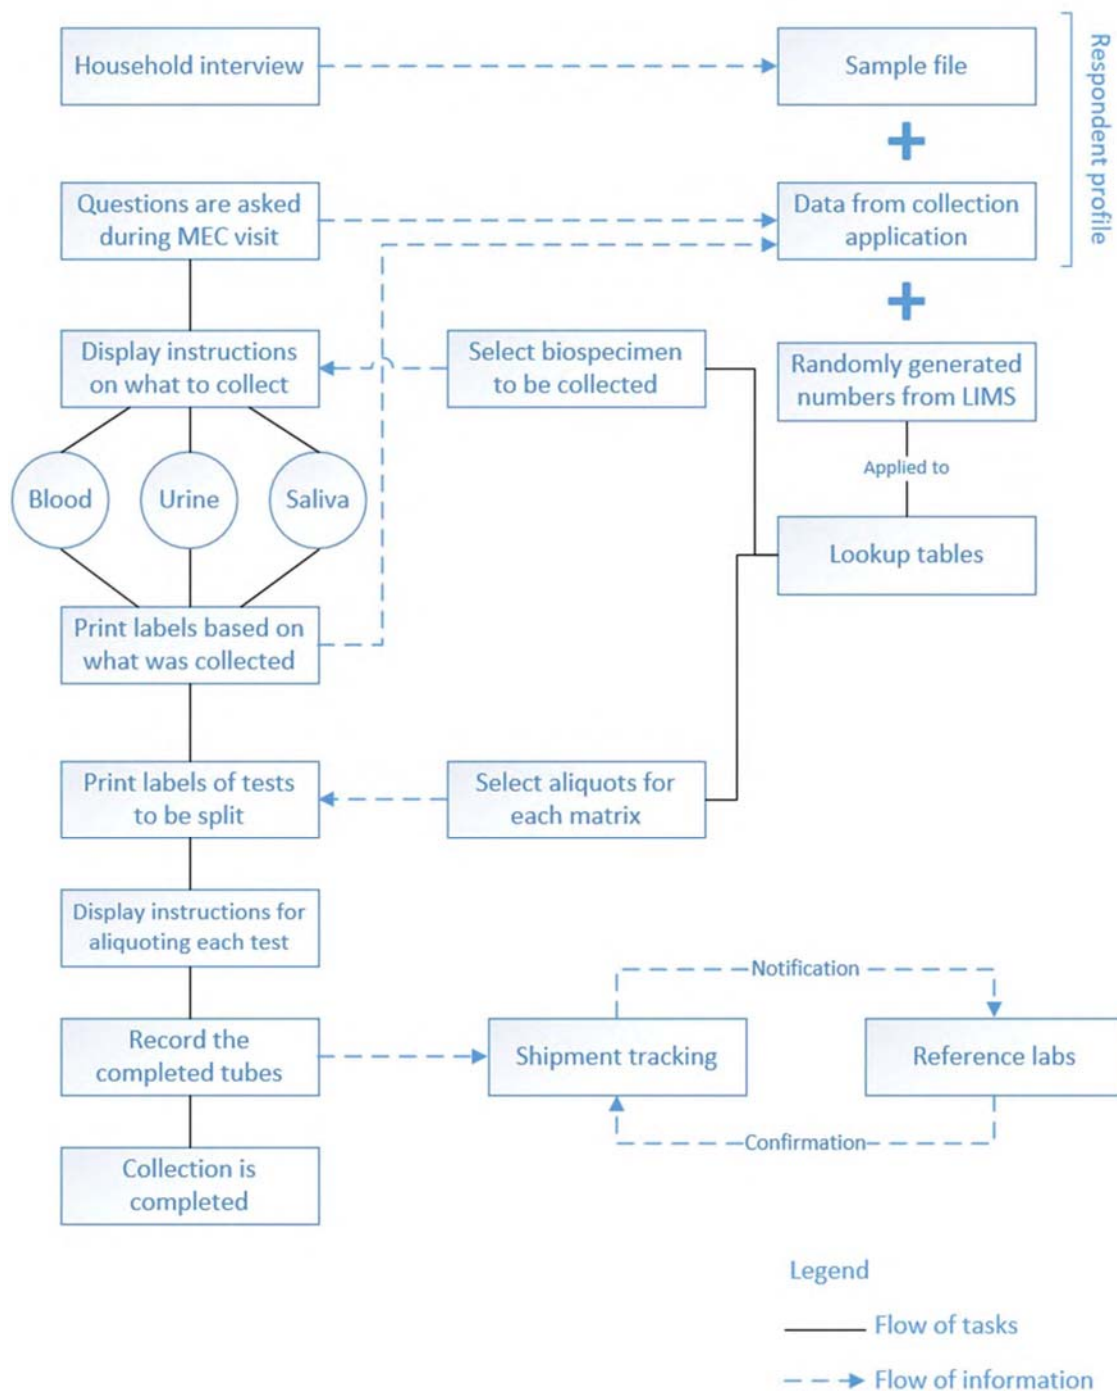 Household interview
Sample file
Respondent profile
Questions are asked
during MEC visit
Data from collection
application
Display instructions
on what to collect
Select biospecimen
to be collected
Randomly generated
numbers from LIMS
Applied to
Blood
Urine
Saliva
Lookup tables
Print labels based on
what was collected
Print labels of tests
to be split
Select aliquots for
each matrix
Display instructions for
aliquoting each test
Notification
Record the
completed tubes
Shipment tracking
Reference labs
Confirmation
Collection is
completed
Legend
Flow of tasks
Flow of information